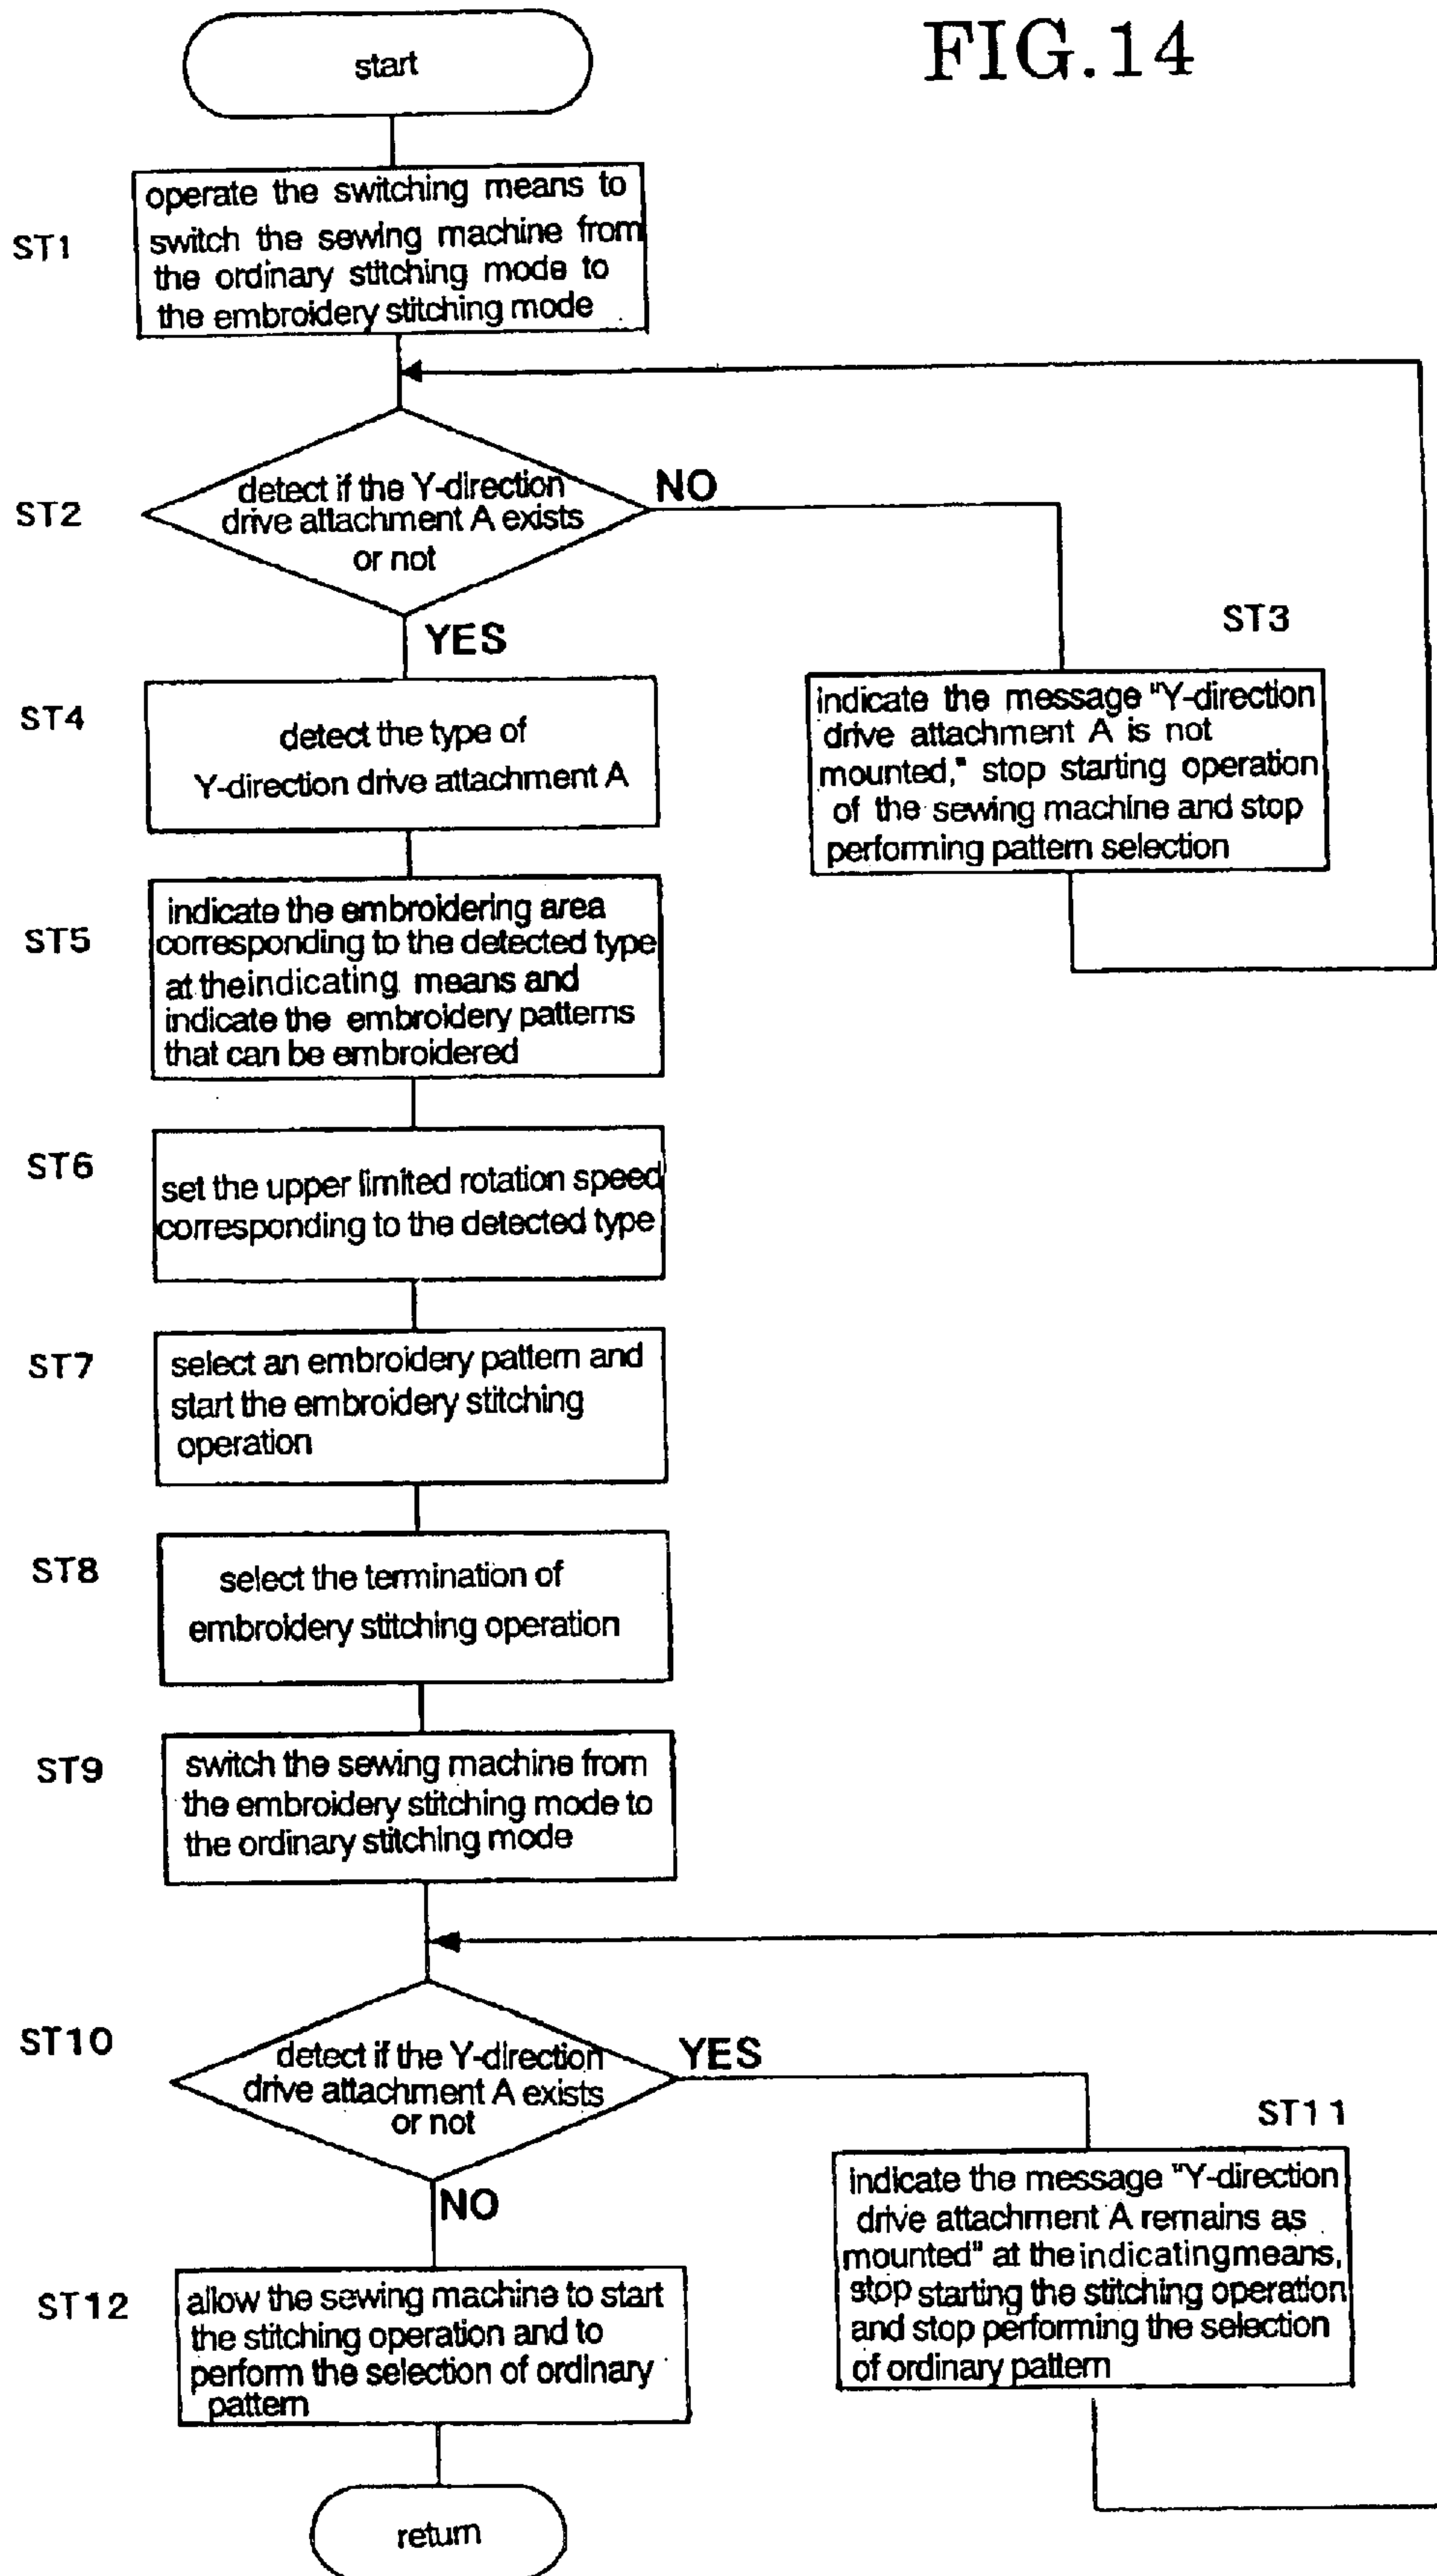 FIG.14
start
ST1
operate the switching means to
switch the sewing machine from
the ordinary stitching mode to
the embroidery stitching mode
ST2
detect if the Y-direction
drive attachment A exists
or not
NO
YES
ST3
indicate the message "Y-direction
drive attachment A is not
mounted," stop starting operation
of the sewing machine and stop
performing pattern selection
ST4
detect the type of
Y-direction drive attachment A
ST5
indicate the embroidering area
corresponding to the detected type
at the indicating means and
indicate the embroidery patterns
that can be embroidered
ST6
set the upper limited rotation speed
corresponding to the detected type
ST7
select an embroidery pattern and
start the embroidery stitching
operation
ST8
select the termination of
embroidery stitching operation
ST9
switch the sewing machine from
the embroidery stitching mode to
the ordinary stitching mode
ST10
detect if the Y-direction
drive attachment A exists
or not
YES
NO
ST11
indicate the message "Y-direction
drive attachment A remains as
mounted" at the indicating means,
stop starting the stitching operation
and stop performing the selection
of ordinary pattern
ST12
allow the sewing machine to start
the stitching operation and to
perform the selection of ordinary
pattern
return